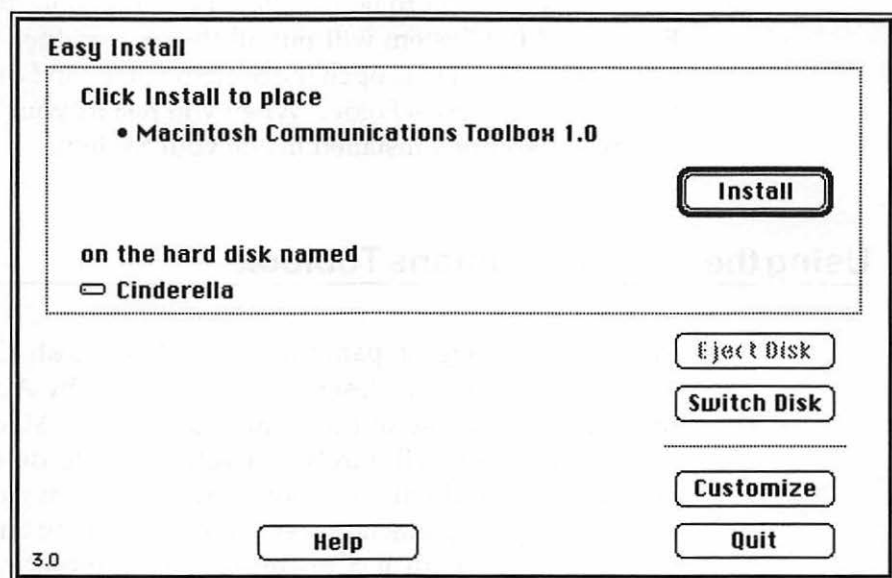 Easy Install
Click Install to place
• Macintosh Communications Toolbox 1.0
Install
on the hard disk named
Cinderella
Eject Disk
Switch Disk
Customize
Help
Quit
3.0